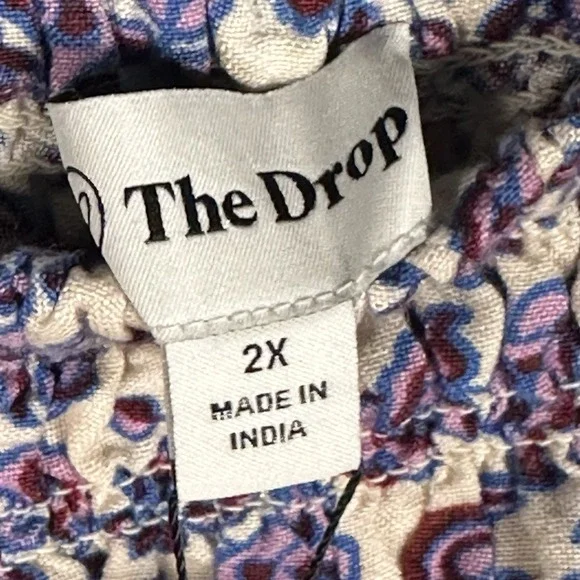 The Drop
2X
MADE IN
INDIA